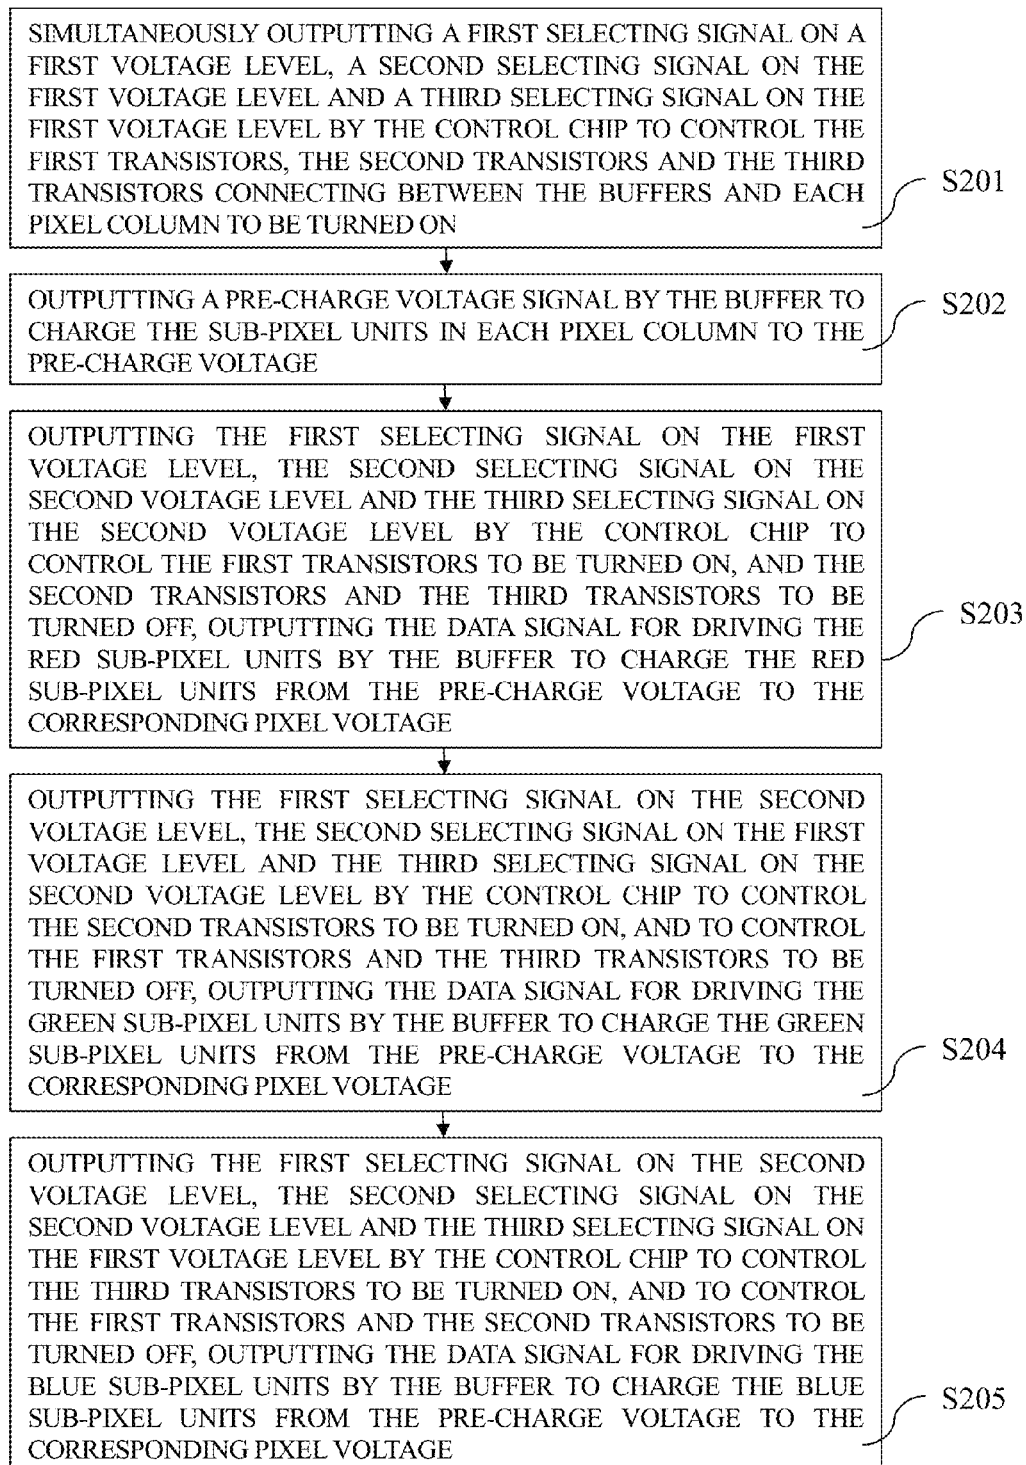 SIMULTANEOUSLY OUTPUTTING A FIRST SELECTING SIGNAL ON A
FIRST VOLTAGE LEVEL, A SECOND SELECTING SIGNAL ON THE
FIRST VOLTAGE LEVEL AND A THIRD SELECTING SIGNAL ON THE
FIRST VOLTAGE LEVEL BY THE CONTROL CHIP TO CONTROL THE
FIRST TRANSISTORS, THE SECOND TRANSISTORS AND THE THIRD
TRANSISTORS CONNECTING BETWEEN THE BUFFERS AND EACH
PIXEL COLUMN TO BE TURNED ON
S201
OUTPUTTING A PRE-CHARGE VOLTAGE SIGNAL BY THE BUFFER TO
CHARGE THE SUB-PIXEL UNITS IN EACH PIXEL COLUMN TO THE
PRE-CHARGE VOLTAGE
S202
OUTPUTTING THE FIRST SELECTING SIGNAL ON THE FIRST
VOLTAGE LEVEL, THE SECOND SELECTING SIGNAL ON THE
SECOND VOLTAGE LEVEL AND THE THIRD SELECTING SIGNAL ON
THE SECOND VOLTAGE LEVEL BY THE CONTROL CHIP TO
CONTROL THE FIRST TRANSISTORS TO BE TURNED ON, AND THE
SECOND TRANSISTORS AND THE THIRD TRANSISTORS TO BE
TURNED OFF, OUTPUTTING THE DATA SIGNAL FOR DRIVING THE
RED SUB-PIXEL UNITS BY THE BUFFER TO CHARGE THE RED
SUB-PIXEL UNITS FROM THE PRE-CHARGE VOLTAGE TO THE
CORRESPONDING PIXEL VOLTAGE
S203
OUTPUTTING THE FIRST SELECTING SIGNAL ON THE SECOND
VOLTAGE LEVEL, THE SECOND SELECTING SIGNAL ON THE FIRST
VOLTAGE LEVEL AND THE THIRD SELECTING SIGNAL ON THE
SECOND VOLTAGE LEVEL BY THE CONTROL CHIP TO CONTROL
THE SECOND TRANSISTORS TO BE TURNED ON, AND TO CONTROL
THE FIRST TRANSISTORS AND THE THIRD TRANSISTORS TO BE
TURNED OFF, OUTPUTTING THE DATA SIGNAL FOR DRIVING THE
GREEN SUB-PIXEL UNITS BY THE BUFFER TO CHARGE THE GREEN
SUB-PIXEL UNITS FROM THE PRE-CHARGE VOLTAGE TO THE
CORRESPONDING PIXEL VOLTAGE
S204
OUTPUTTING THE FIRST SELECTING SIGNAL ON THE SECOND
VOLTAGE LEVEL, THE SECOND SELECTING SIGNAL ON THE
SECOND VOLTAGE LEVEL AND THE THIRD SELECTING SIGNAL ON
THE FIRST VOLTAGE LEVEL BY THE CONTROL CHIP TO CONTROL
THE THIRD TRANSISTORS TO BE TURNED ON, AND TO CONTROL
THE FIRST TRANSISTORS AND THE SECOND TRANSISTORS TO BE
TURNED OFF, OUTPUTTING THE DATA SIGNAL FOR DRIVING THE
BLUE SUB-PIXEL UNITS BY THE BUFFER TO CHARGE THE BLUE
SUB-PIXEL UNITS FROM THE PRE-CHARGE VOLTAGE TO THE
CORRESPONDING PIXEL VOLTAGE
S205